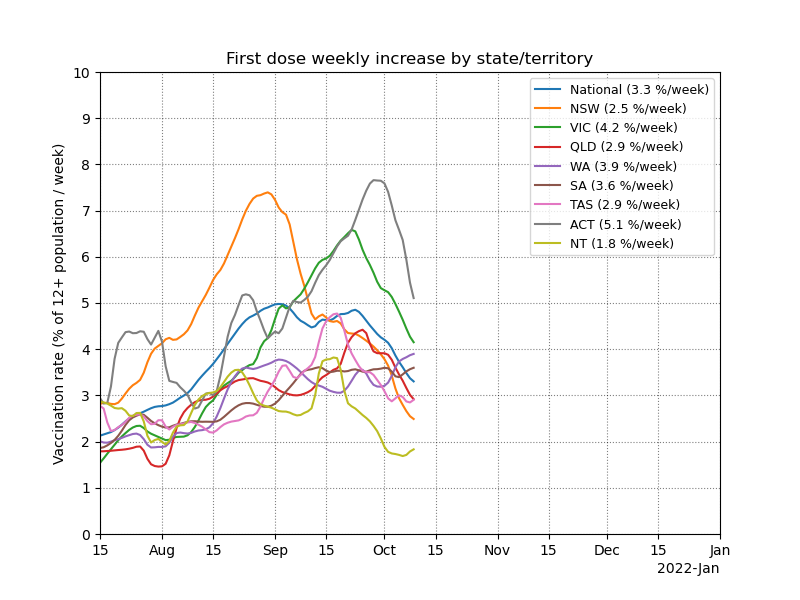 First dose weekly increase by state/territory
Vaccination rate (% of 12+ population / week)
10
9
8
7
6
5
4
3
2
1
0
National (3.3 %/week)
NSW (2.5 %/week)
VIC (4.2 %/week)
QLD (2.9 %/week)
WA (3.9 %/week)
SA (3.6 %/week)
TAS (2.9 %/week)
ACT (5.1 %/week)
NT (1.8 %/week)
15 Aug 15 Sep 15 Oct 15 Nov 15 Dec 15 Jan
2022-Jan